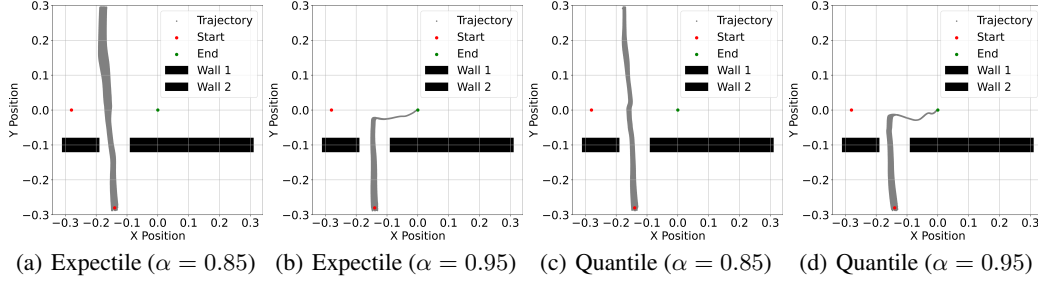 0.3
0.2
0.1
0.0
−0.1
−0.2
−0.3
Y Position
−0.3 −0.2 −0.1 0.0 0.1 0.2 0.3
X Position
Trajectory
Start
End
Wall 1
Wall 2
(a) Expectile (α = 0.85)
0.3
0.2
0.1
0.0
−0.1
−0.2
−0.3
Y Position
−0.3 −0.2 −0.1 0.0 0.1 0.2 0.3
X Position
Trajectory
Start
End
Wall 1
Wall 2
(b) Expectile (α = 0.95)
0.3
0.2
0.1
0.0
−0.1
−0.2
−0.3
Y Position
−0.3 −0.2 −0.1 0.0 0.1 0.2 0.3
X Position
Trajectory
Start
End
Wall 1
Wall 2
(c) Quantile (α = 0.85)
0.3
0.2
0.1
0.0
−0.1
−0.2
−0.3
Y Position
−0.3 −0.2 −0.1 0.0 0.1 0.2 0.3
X Position
Trajectory
Start
End
Wall 1
Wall 2
(d) Quantile (α = 0.95)